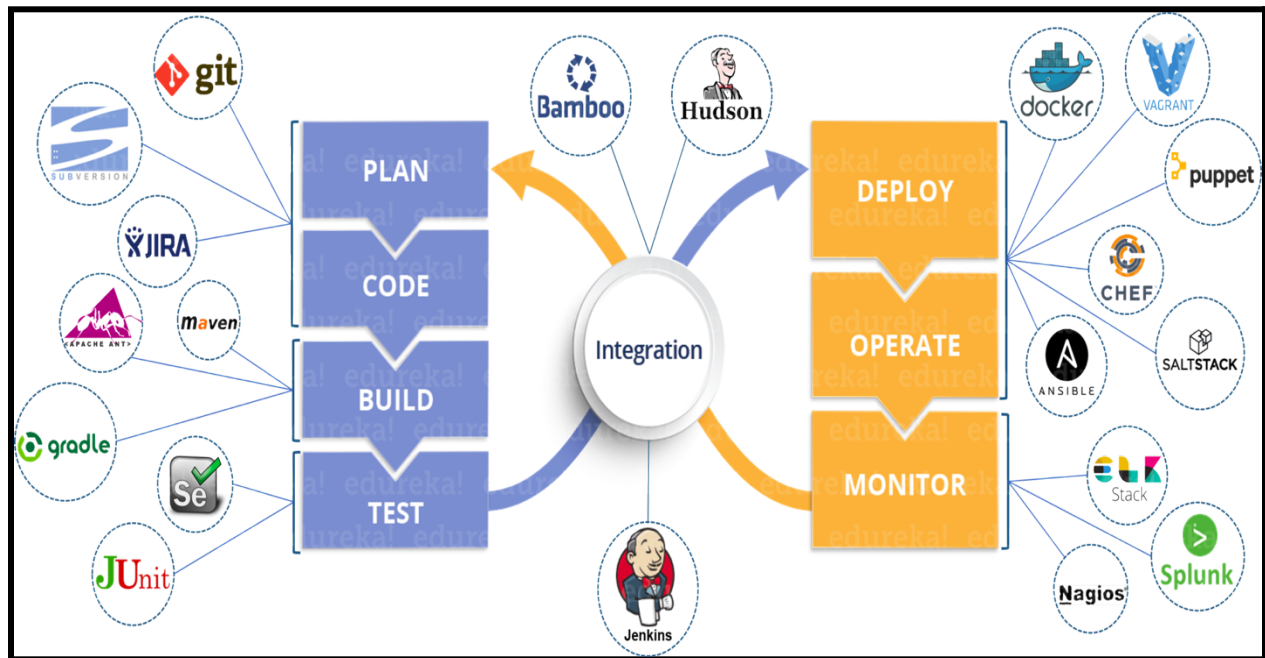 git
SUBVERSION
JIRA
<APACHE ANT>
maven
gradle
Se
JUnit
PLAN
CODE
BUILD
TEST
Bamboo
Hudson
Integration
Jenkins
DEPLOY
OPERATE
MONITOR
docker
VAGRANT
puppet
CHEF
SALTSTACK
ANSIBLE
elk
Stack
Splunk
Nagios®
edureka!